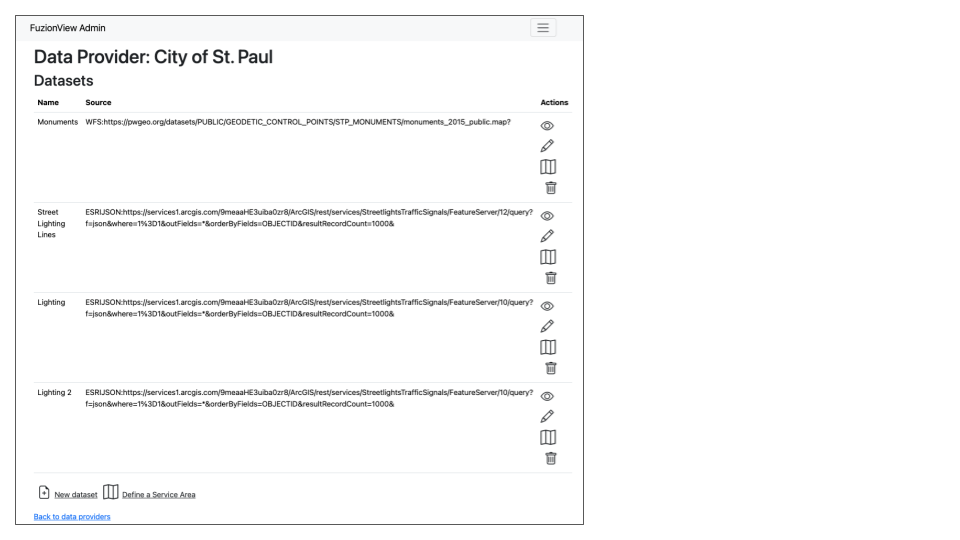 FuzionView Admin
Data Provider: City of St. Paul
Datasets
Name Source Actions
Monuments WFS:https://pwgeo.org/datasets/PUBLIC/GEODETIC_CONTROL_POINTS/STP_MONUMENTS/monuments_2015_public.map?
Street ESRIJSON:https://services1.arcgis.com/9meaaHE3uiba0zr8/ArcGIS/rest/services/StreetlightsTrafficSignals/FeatureServer/12/query?
Lighting f=json&where=1%3D1&outFields=*&orderByFields=OBJECTID&resultRecordCount=1000&
Lines
Lighting ESRIJSON:https://services1.arcgis.com/9meaaHE3uiba0zr8/ArcGIS/rest/services/StreetlightsTrafficSignals/FeatureServer/10/query?
f=json&where=1%3D1&outFields=*&orderByFields=OBJECTID&resultRecordCount=1000&
Lighting 2 ESRIJSON:https://services1.arcgis.com/9meaaHE3uiba0zr8/ArcGIS/rest/services/StreetlightsTrafficSignals/FeatureServer/10/query?
f=json&where=1%3D1&outFields=*&orderByFields=OBJECTID&resultRecordCount=1000&
New dataset Define a Service Area
Back to data providers